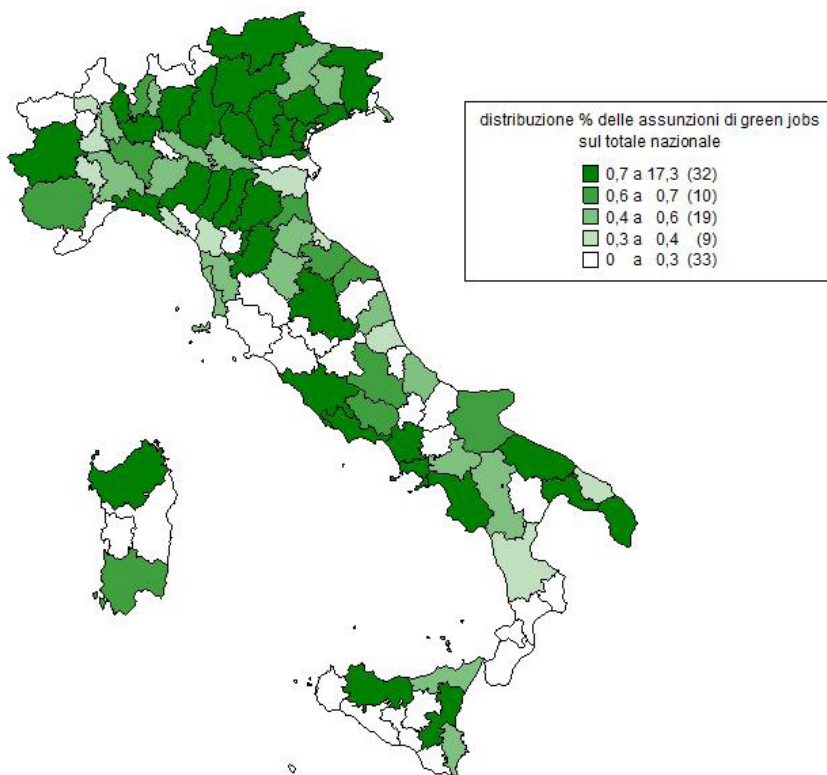 distribuzione % delle assunzioni di green jobs
sul totale nazionale
0,7 a 17,3 (32)
0,6 a 0,7 (10)
0,4 a 0,6 (19)
0,3 a 0,4 (9)
0 a 0,3 (33)